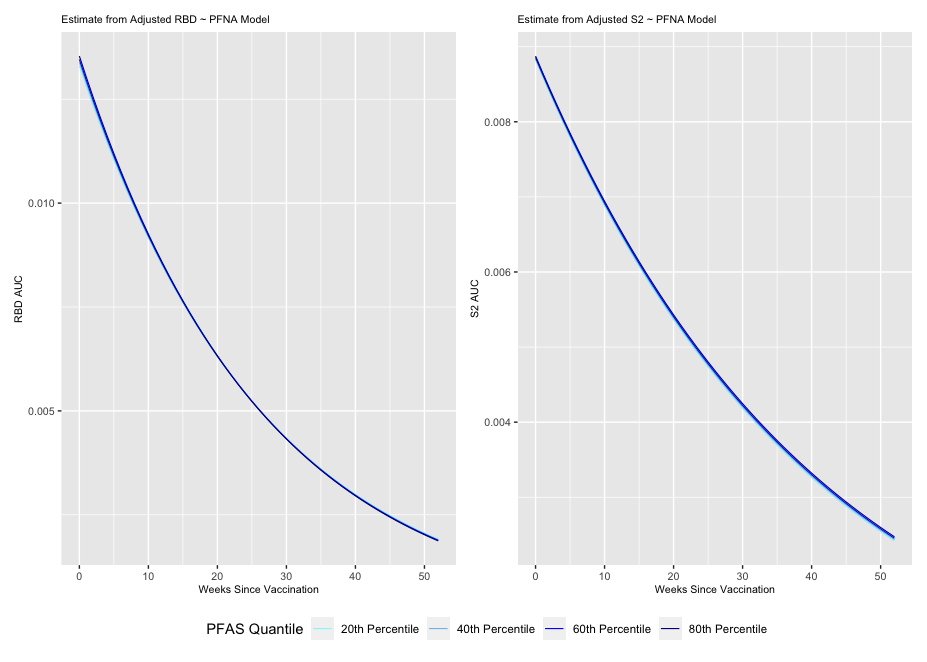 Estimate from Adjusted RBD ~ PFNA Model
RBD AUC
0.010
0.005
0 10 20 30 40 50
Weeks Since Vaccination
Estimate from Adjusted S2 ~ PFNA Model
S2 AUC
0.008
0.006
0.004
0 10 20 30 40 50
Weeks Since Vaccination
PFAS Quantile 20th Percentile 40th Percentile 60th Percentile 80th Percentile